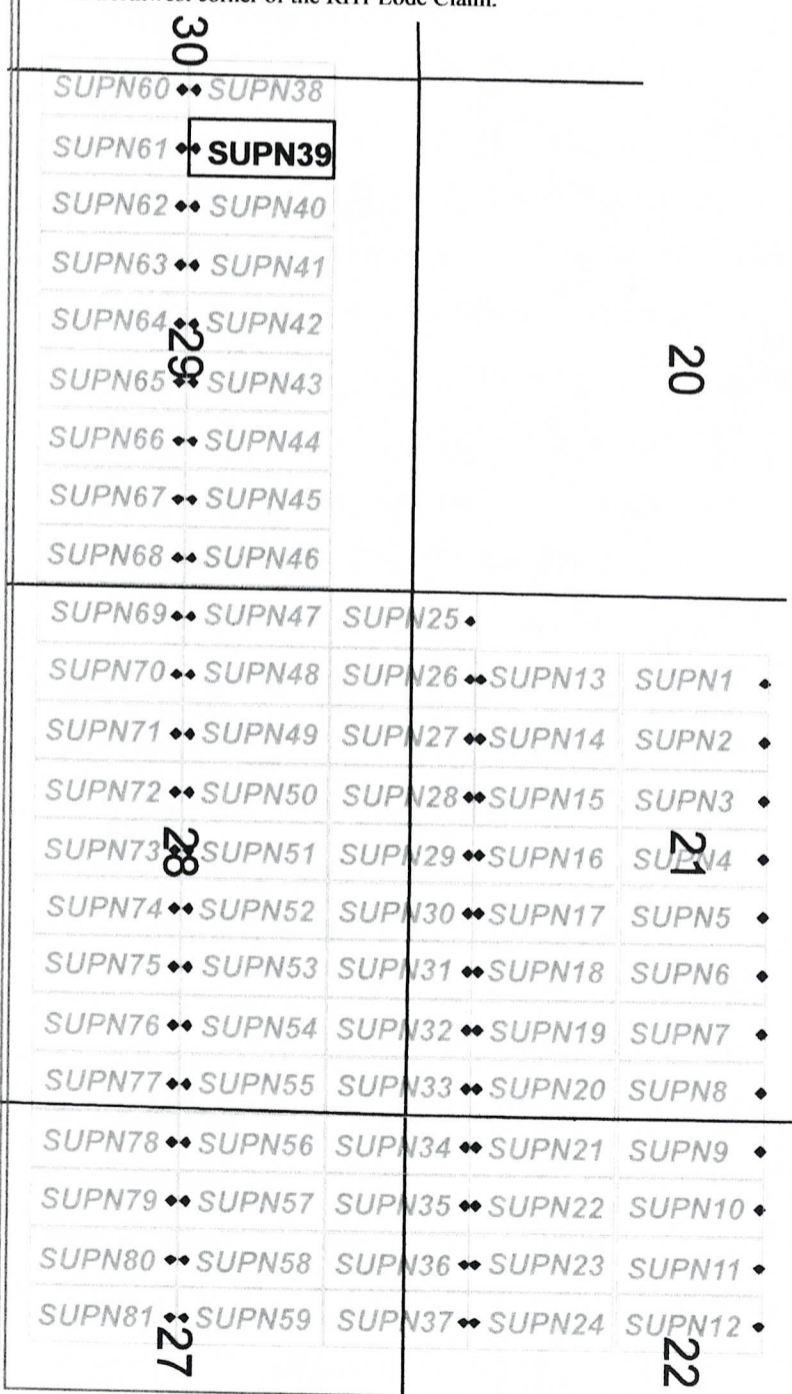 corner of the
Lode Claim.
30
SUPN60 SUPN38
SUPN61 SUPN39
SUPN62 SUPN40
SUPN63 SUPN41
SUPN64 SUPN42
29
20
SUPN65 SUPN43
SUPN66 SUPN44
SUPN67 SUPN45
SUPN68 SUPN46
SUPN69 SUPN47 SUPN25
SUPN70 SUPN48 SUPN26 SUPN13 SUPN1
SUPN71 SUPN49 SUPN27 SUPN14 SUPN2
SUPN72 SUPN50 SUPN28 SUPN15 SUPN3
SUPN73 SUPN51 SUPN29 SUPN16 SUPN4
28
21
SUPN74 SUPN52 SUPN30 SUPN17 SUPN5
SUPN75 SUPN53 SUPN31 SUPN18 SUPN6
SUPN76 SUPN54 SUPN32 SUPN19 SUPN7
SUPN77 SUPN55 SUPN33 SUPN20 SUPN8
SUPN78 SUPN56 SUPN34 SUPN21 SUPN9
SUPN79 SUPN57 SUPN35 SUPN22 SUPN10
SUPN80 SUPN58 SUPN36 SUPN23 SUPN11
SUPN81 SUPN59 SUPN37 SUPN24 SUPN12
27
22